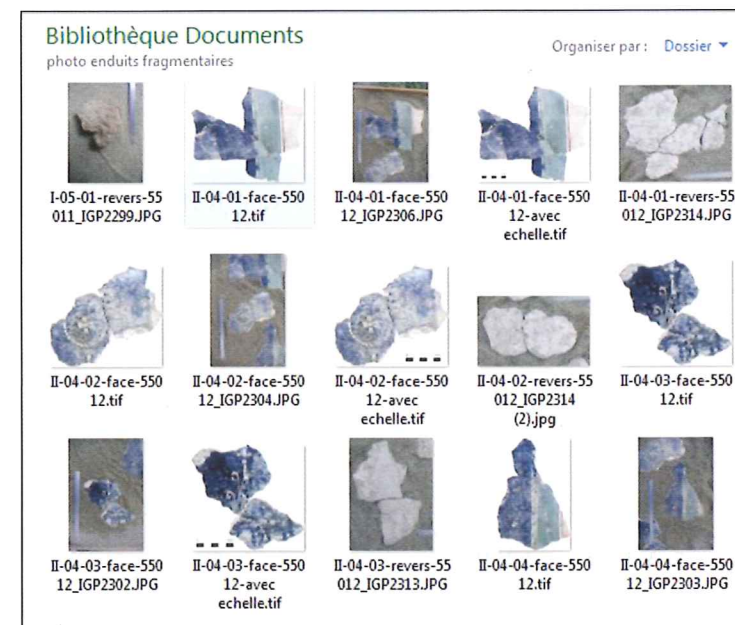 Bibliothèque Documents
photo enduits fragmentaires
Organiser par : Dossier
I-05-01-revers-55
011_IGP2299.JPG
II-04-01-face-550
12.tif
II-04-01-face-550
12_IGP2306.JPG
II-04-01-face-550
12-avec
echelle.tif
II-04-01-revers-55
012_IGP2314.JPG
II-04-02-face-550
12.tif
II-04-02-face-550
12_IGP2304.JPG
II-04-02-face-550
12-avec
echelle.tif
II-04-02-revers-55
012_IGP2314
(2).jpg
II-04-03-face-550
12.tif
II-04-03-face-550
12_IGP2302.JPG
II-04-03-face-550
12-avec
echelle.tif
II-04-03-revers-55
012_IGP2313.JPG
II-04-04-face-550
12.tif
II-04-04-face-550
12_IGP2303.JPG